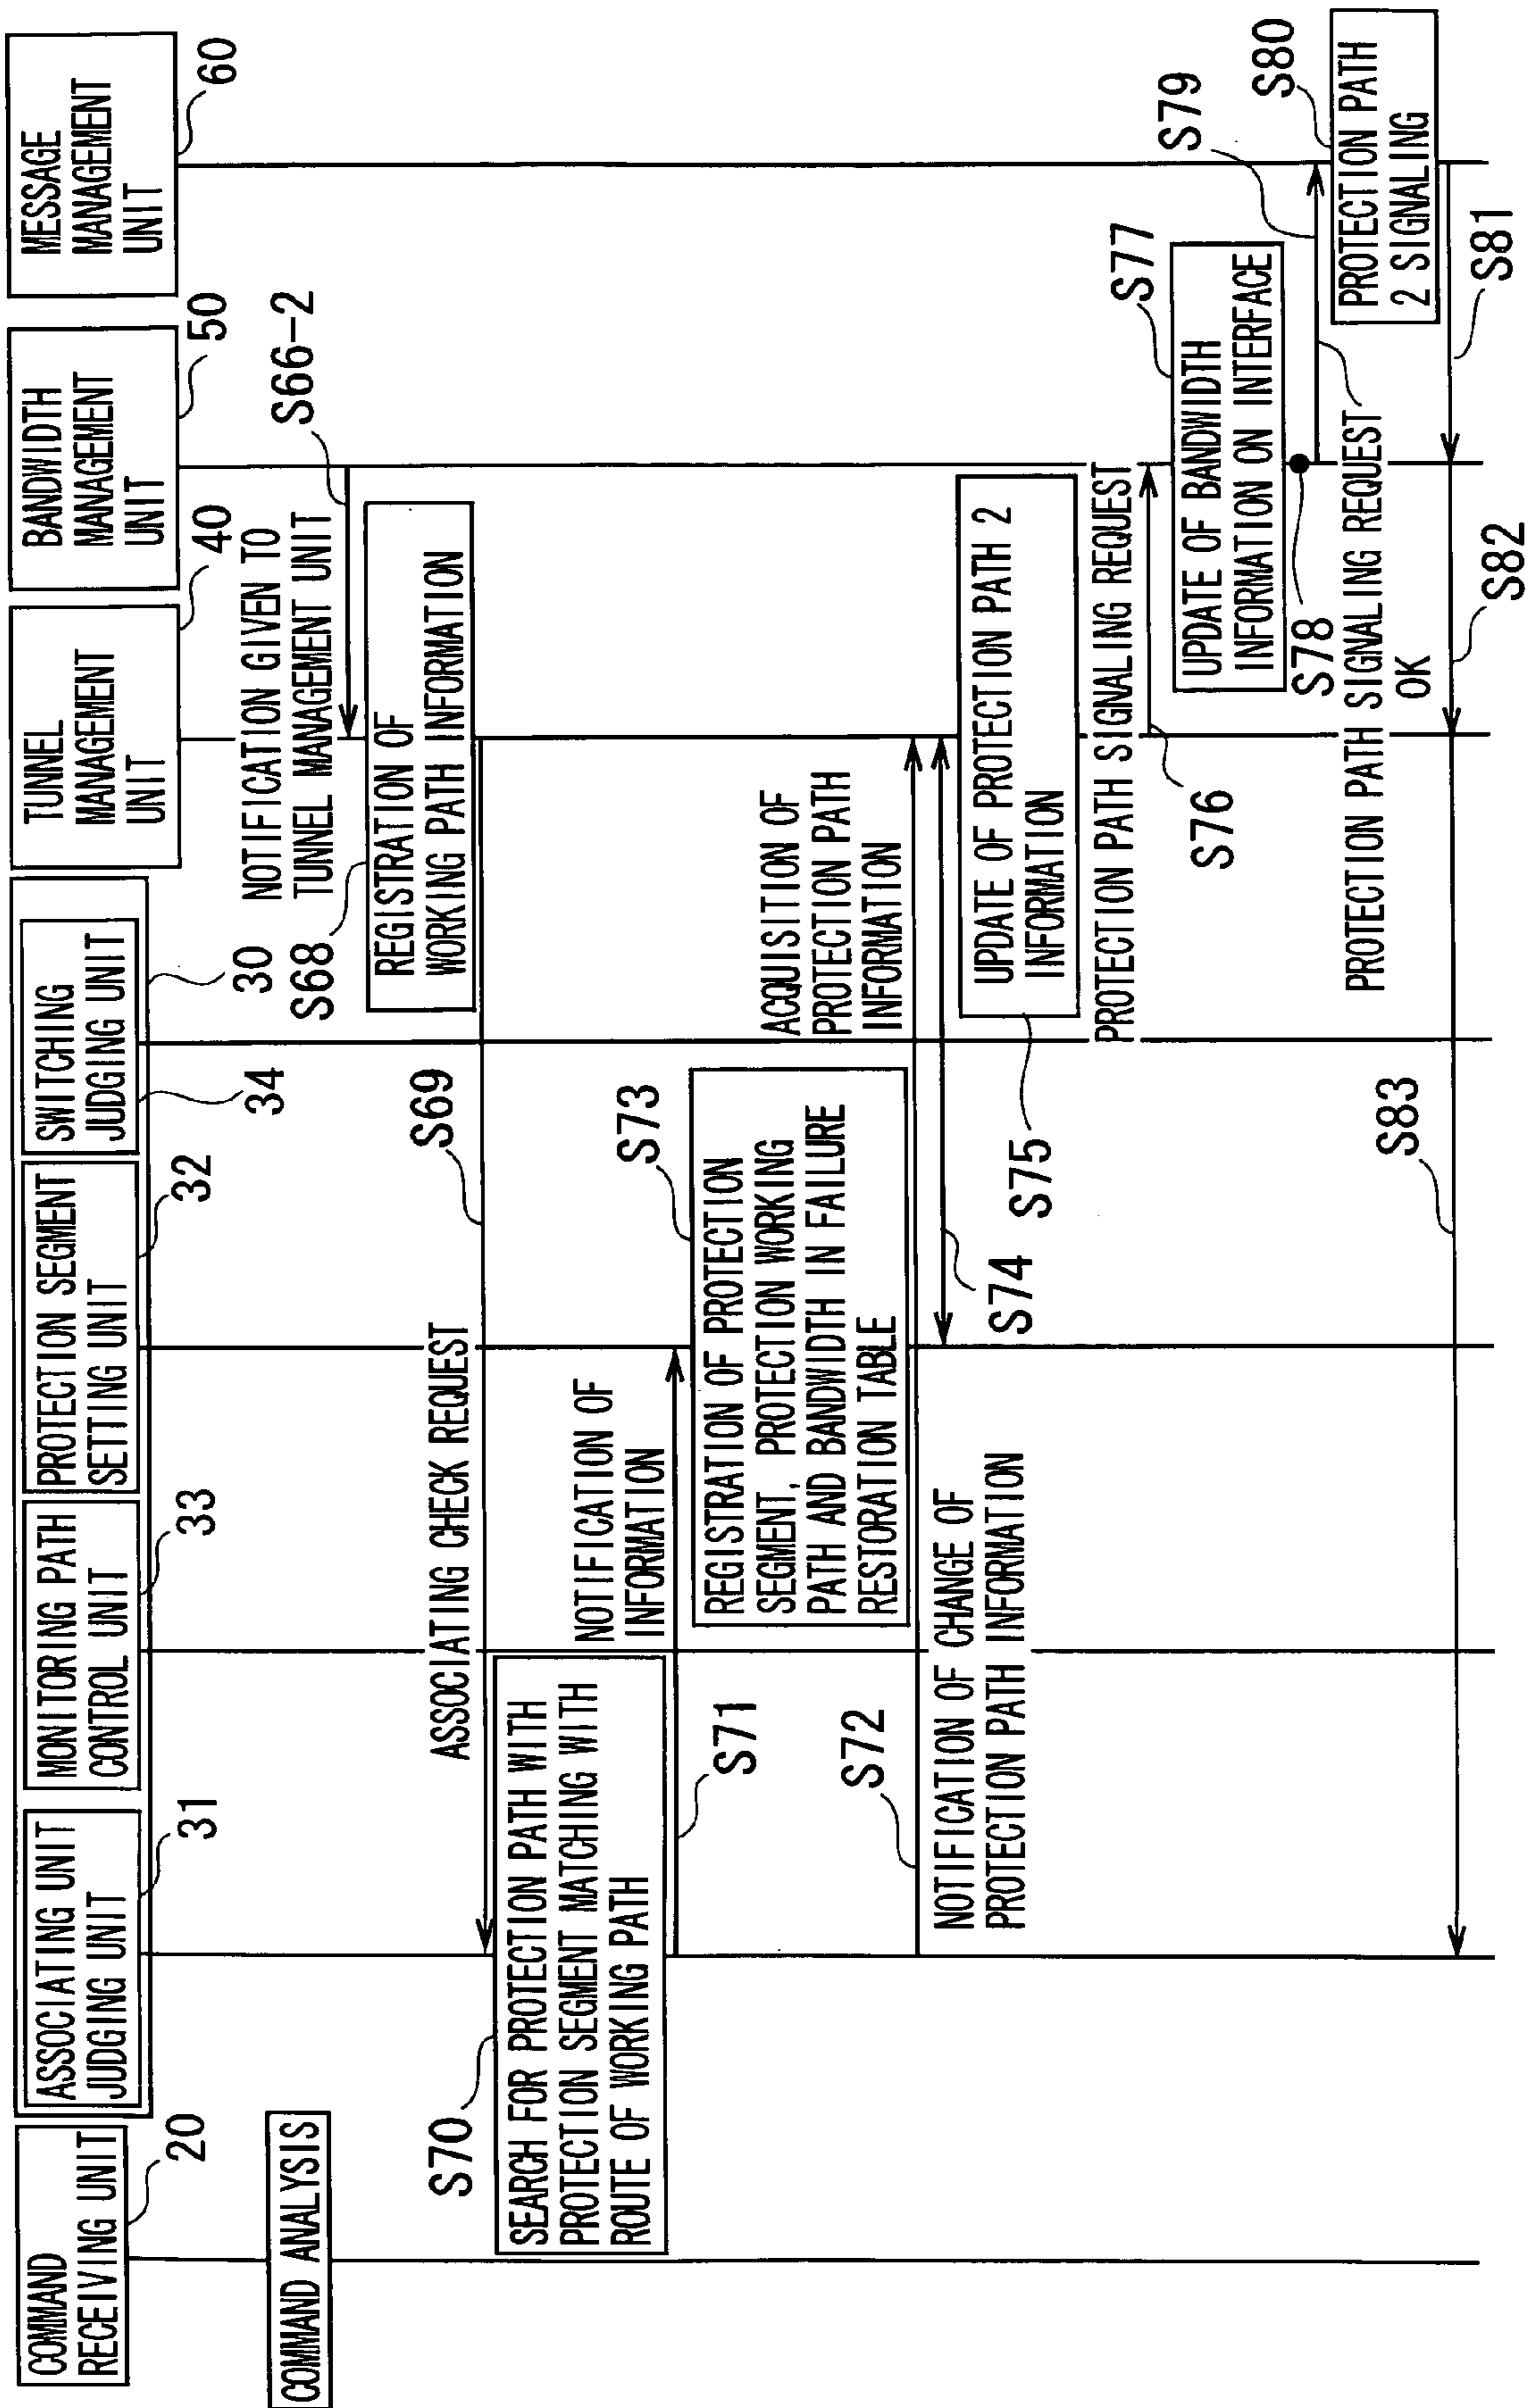 COMMAND
RECEIVING UNIT
20
ASSOCIATING UNIT
JUDGING UNIT
31
MONITORING PATH
CONTROL UNIT
33
PROTECTION SEGMENT
SETTING UNIT
32
SWITCHING
JUDGING UNIT
34
30
TUNNEL
MANAGEMENT
UNIT
40
BANDWIDTH
MANAGEMENT
UNIT
50
MESSAGE
MANAGEMENT
UNIT
60
COMMAND ANALYSIS
NOTIFICATION GIVEN TO
TUNNEL MANAGEMENT UNIT
S66-2
S68
REGISTRATION OF
WORKING PATH INFORMATION
ASSOCIATING CHECK REQUEST
S69
S70
SEARCH FOR PROTECTION PATH WITH
PROTECTION SEGMENT MATCHING WITH
ROUTE OF WORKING PATH
NOTIFICATION OF
INFORMATION
S71
S73
REGISTRATION OF PROTECTION
SEGMENT, PROTECTION WORKING
PATH AND BANDWIDTH IN FAILURE
RESTORATION TABLE
S72
NOTIFICATION OF CHANGE OF
PROTECTION PATH INFORMATION
ACQUISITION OF
PROTECTION PATH
INFORMATION
S74
S75
UPDATE OF PROTECTION PATH 2
INFORMATION
PROTECTION PATH SIGNALING REQUEST
S76
S77
UPDATE OF BANDWIDTH
INFORMATION ON INTERFACE
S78
S79
PROTECTION PATH SIGNALING REQUEST
OK
S80
PROTECTION PATH
2 SIGNALING
S81
S82
S83